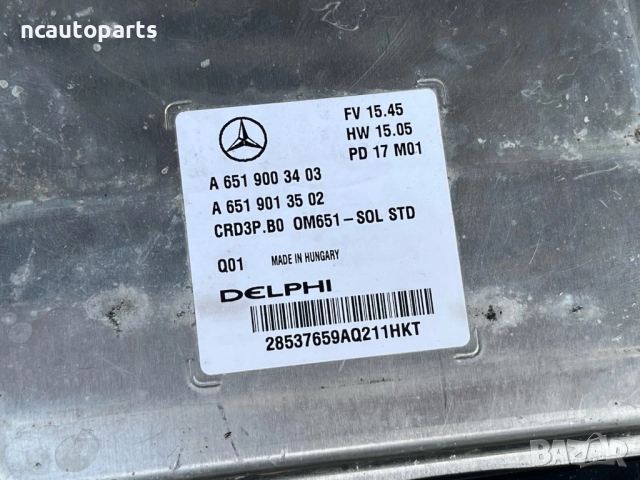 ncautoparts
FV 15.45
HW 15.05
PD 17 M01
A 651 900 34 03
A 651 901 35 02
CRD3P.B0 OM651-SOL STD
Q01 MADE IN HUNGARY
DELPHI
28537659AQ211HKT
BAZAR